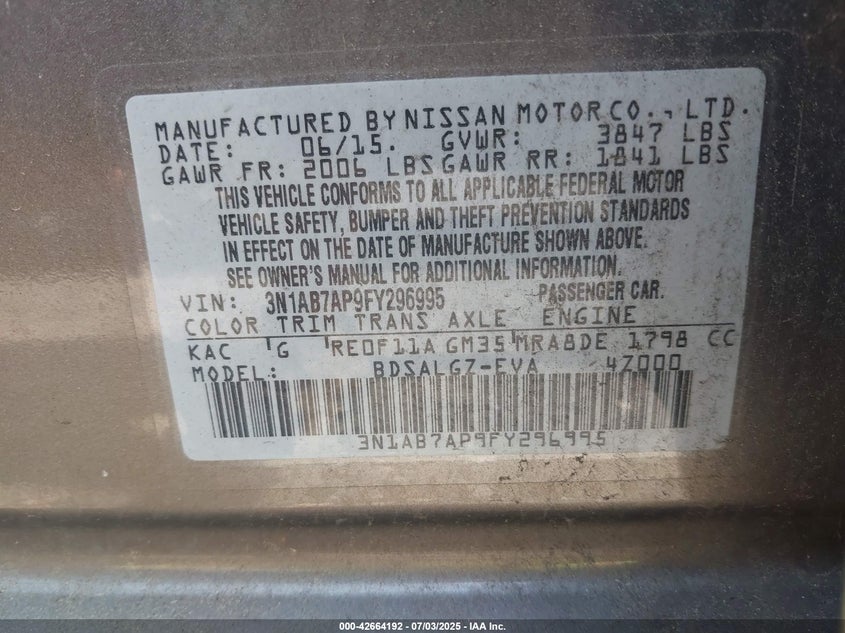 MANUFACTURED BY NISSAN MOTOR CO., LTD.
DATE: 06/15. GVWR: 3847 LBS
GAWR FR: 2006 LBS GAWR RR: 1841 LBS
THIS VEHICLE CONFORMS TO ALL APPLICABLE FEDERAL MOTOR
VEHICLE SAFETY, BUMPER AND THEFT PREVENTION STANDARDS
IN EFFECT ON THE DATE OF MANUFACTURE SHOWN ABOVE.
SEE OWNER'S MANUAL FOR ADDITIONAL INFORMATION.
VIN: 3N1AB7AP9FY296995 PASSENGER CAR.
COLOR TRIM TRANS AXLE ENGINE
KAC G RE0F11A GM35 MRA8DE 1798 CC
MODEL: BDSALGZ-EVA 4Z000
3N1AB7AP9FY296995
000-42664192 - 07/03/2025 - IAA Inc.